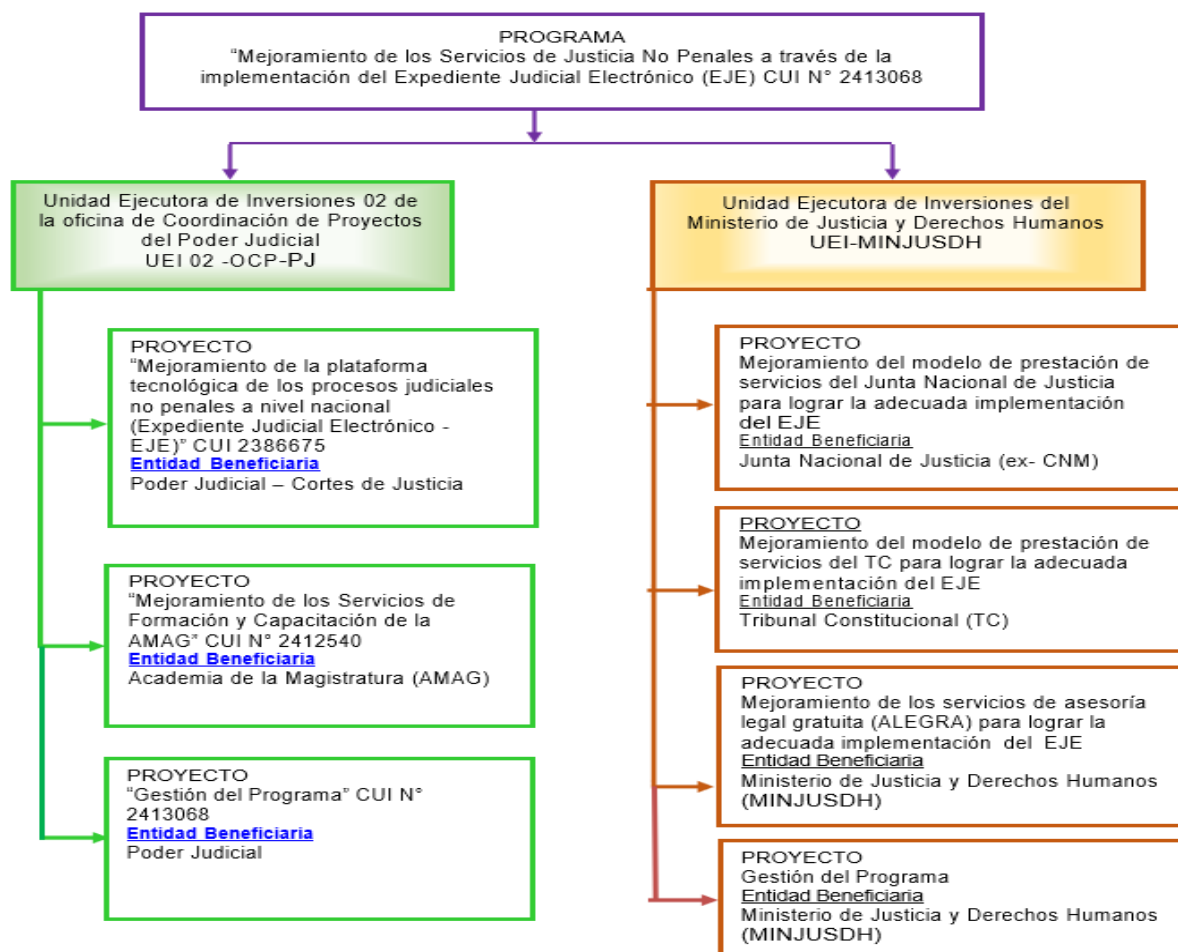 PROGRAMA
“Mejoramiento de los Servicios de Justicia No Penales a través de la
implementación del Expediente Judicial Electrónico (EJE) CUI N° 2413068
Unidad Ejecutora de Inversiones 02 de
la oficina de Coordinación de Proyectos
del Poder Judicial
UEI 02 -OCP-PJ
PROYECTO
“Mejoramiento de la plataforma
tecnológica de los procesos judiciales
no penales a nivel nacional
(Expediente Judicial Electrónico -
EJE)” CUI 2386675
Entidad Beneficiaria
Poder Judicial – Cortes de Justicia
PROYECTO
“Mejoramiento de los Servicios de
Formación y Capacitación de la
AMAG” CUI N° 2412540
Entidad Beneficiaria
Academia de la Magistratura (AMAG)
PROYECTO
“Gestión del Programa” CUI N°
2413068
Entidad Beneficiaria
Poder Judicial
Unidad Ejecutora de Inversiones del
Ministerio de Justicia y Derechos Humanos
UEI-MINJUSDH
PROYECTO
Mejoramiento del modelo de prestación de
servicios del Junta Nacional de Justicia
para lograr la adecuada implementación
del EJE
Entidad Beneficiaria
Junta Nacional de Justicia (ex- CNM)
PROYECTO
Mejoramiento del modelo de prestación de
servicios del TC para lograr la adecuada
implementación del EJE
Entidad Beneficiaria
Tribunal Constitucional (TC)
PROYECTO
Mejoramiento de los servicios de asesoría
legal gratuita (ALEGRA) para lograr la
adecuada implementación del EJE
Entidad Beneficiaria
Ministerio de Justicia y Derechos Humanos
(MINJUSDH)
PROYECTO
Gestión del Programa
Entidad Beneficiaria
Ministerio de Justicia y Derechos Humanos
(MINJUSDH)